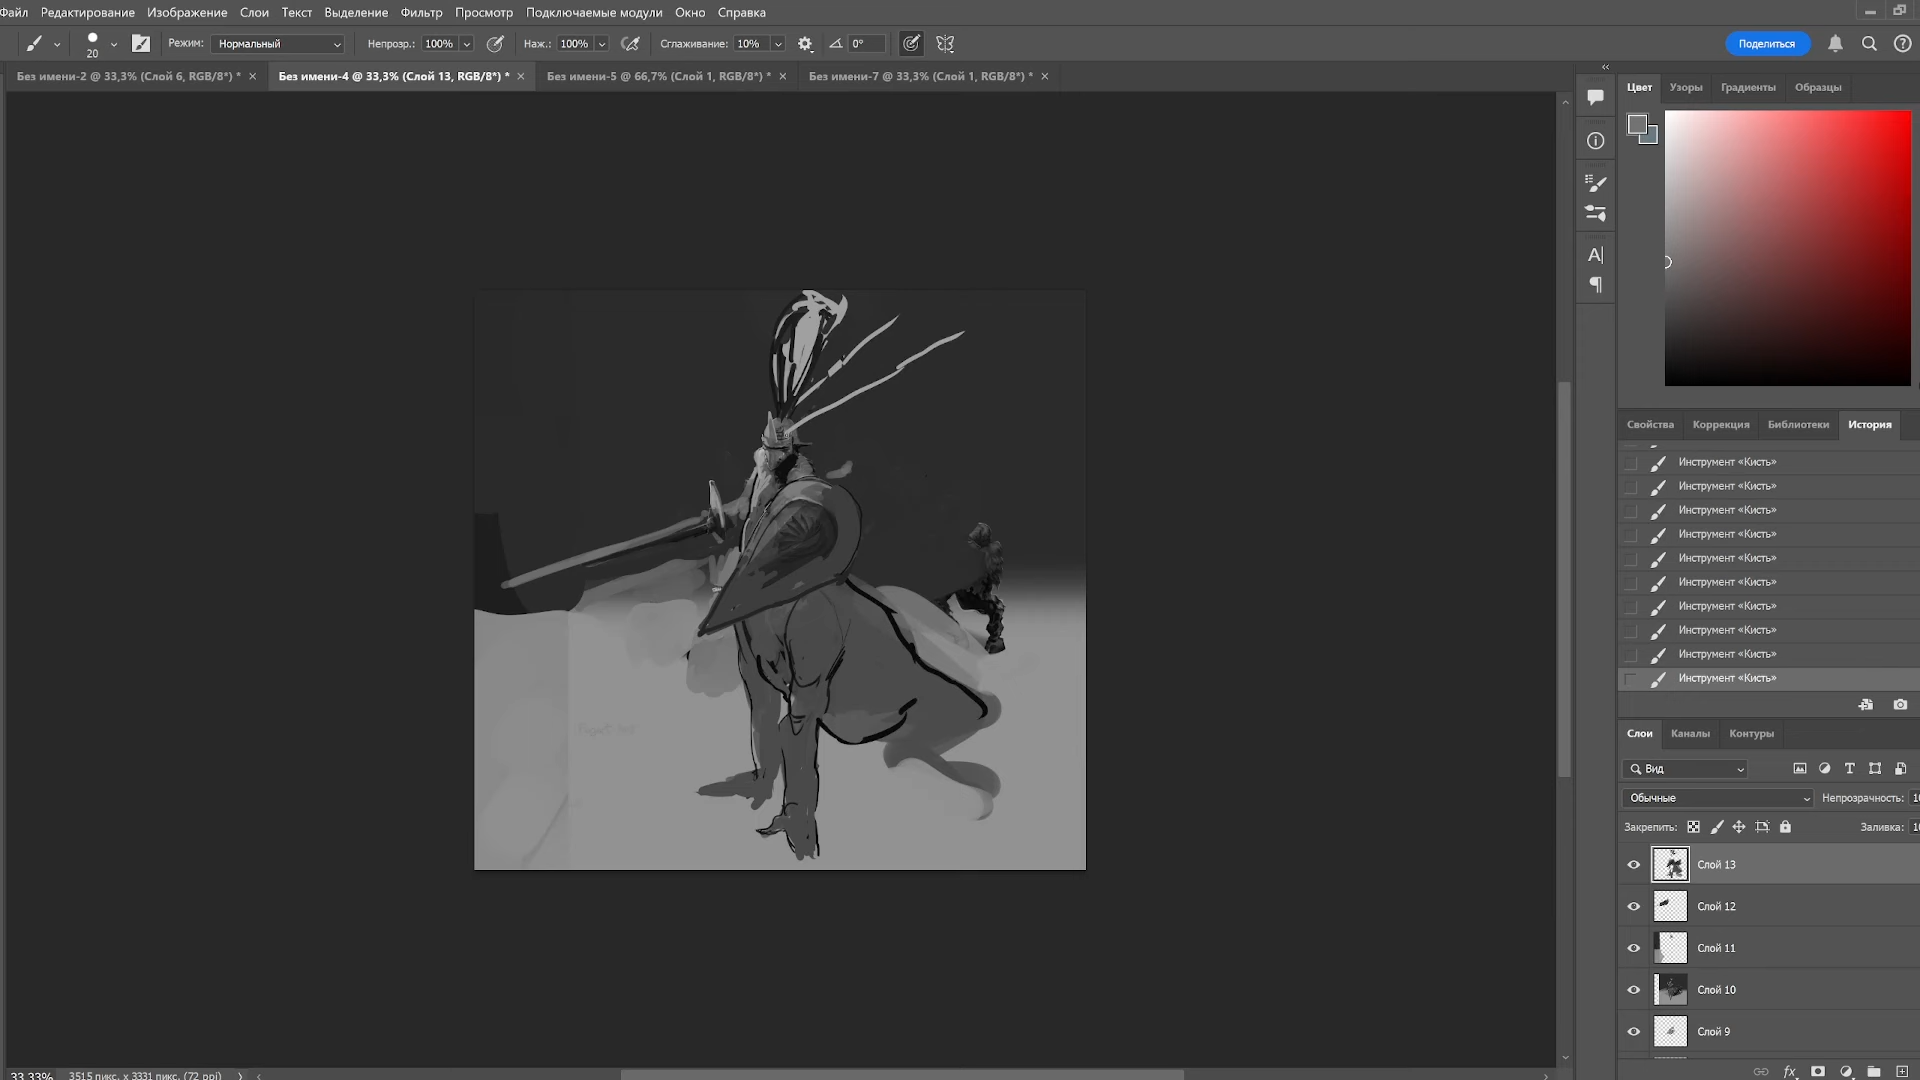 Файл Редактирование Изображение Слои Текст Выделение Фильтр Просмотр Подключаемые модули Окно Справка
20 Режим: Нормальный Непрозр.: 100% Наж.: 100% Сглаживание: 10% 0° Поделиться
Без имени-2 @ 33,3% (Слой 6, RGB/8*) * Без имени-4 @ 33,3% (Слой 13, RGB/8*) * Без имени-5 @ 66,7% (Слой 1, RGB/8*) * Без имени-7 @ 33,3% (Слой 1, RGB/8*) *
Цвет Узоры Градиенты Образцы
Свойства Коррекция Библиотеки История
Инструмент «Кисть»
Инструмент «Кисть»
Инструмент «Кисть»
Инструмент «Кисть»
Инструмент «Кисть»
Инструмент «Кисть»
Инструмент «Кисть»
Инструмент «Кисть»
Инструмент «Кисть»
Инструмент «Кисть»
Слои Каналы Контуры
Вид
Обычные Непрозрачность: 10
Закрепить: Заливка: 10
Слой 13
Слой 12
Слой 11
Слой 10
Слой 9
33,33% 3515 пикс. x 3331 пикс. (72 ppi)